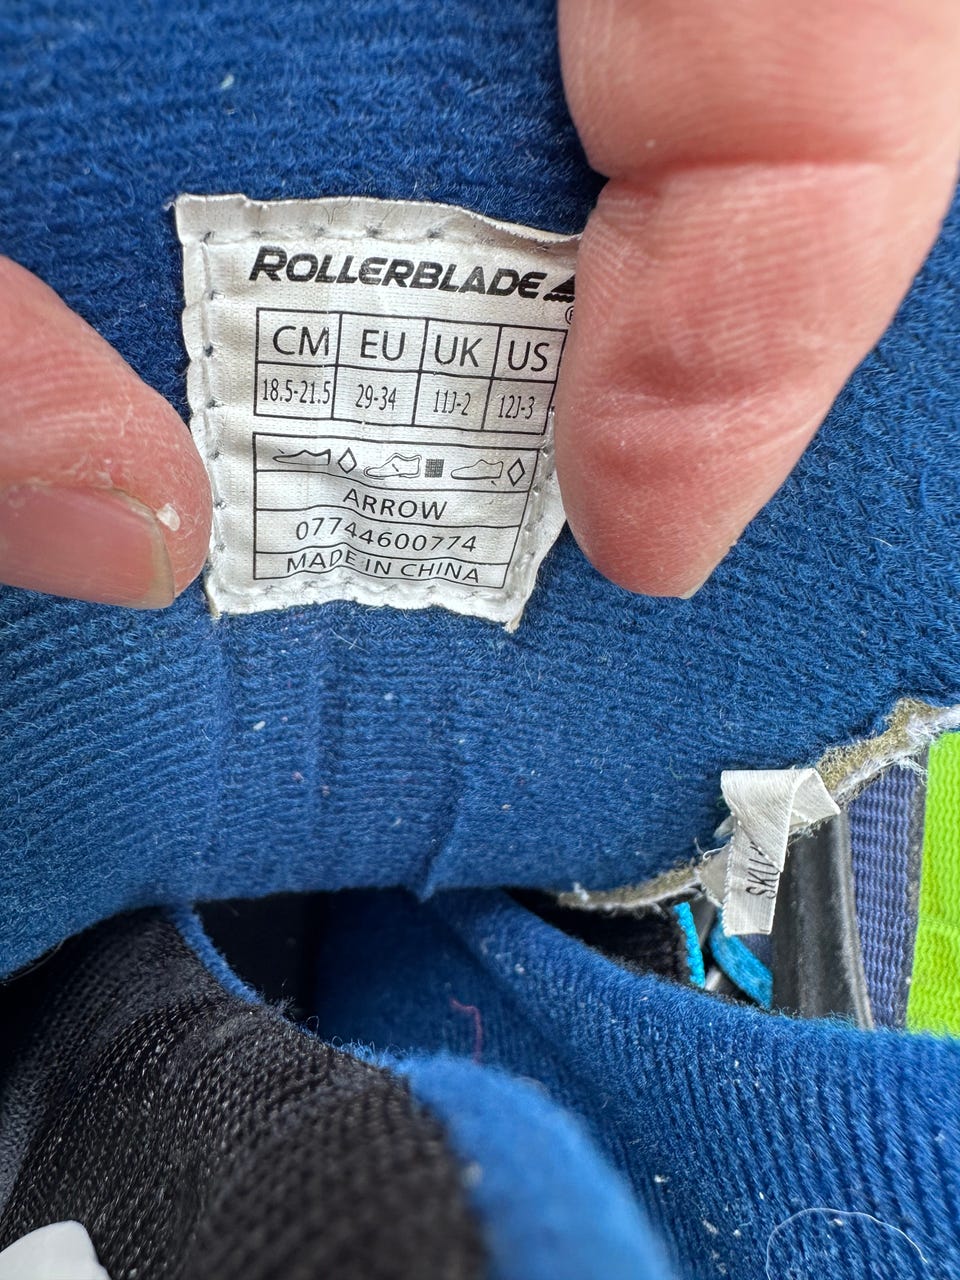 ROLLERBLADE
®
CM EU UK US
18.5-21.5 29-34 11J-2 12J-3
ARROW
07744600774
MADE IN CHINA
SKU